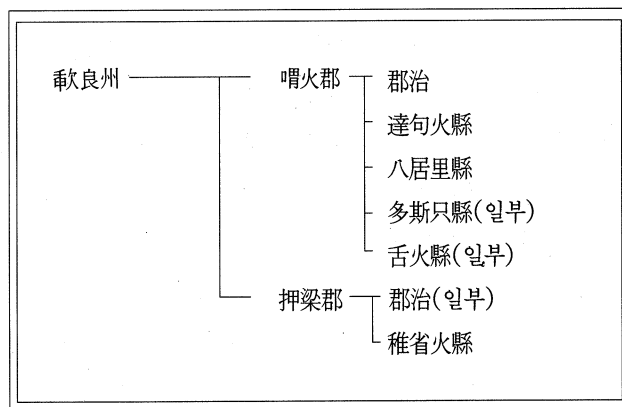 歃良州 喟火郡 郡治
達句火縣
八居里縣
多斯只縣(일부)
舌火縣(일부)
押梁郡 郡治(일부)
稚省火縣